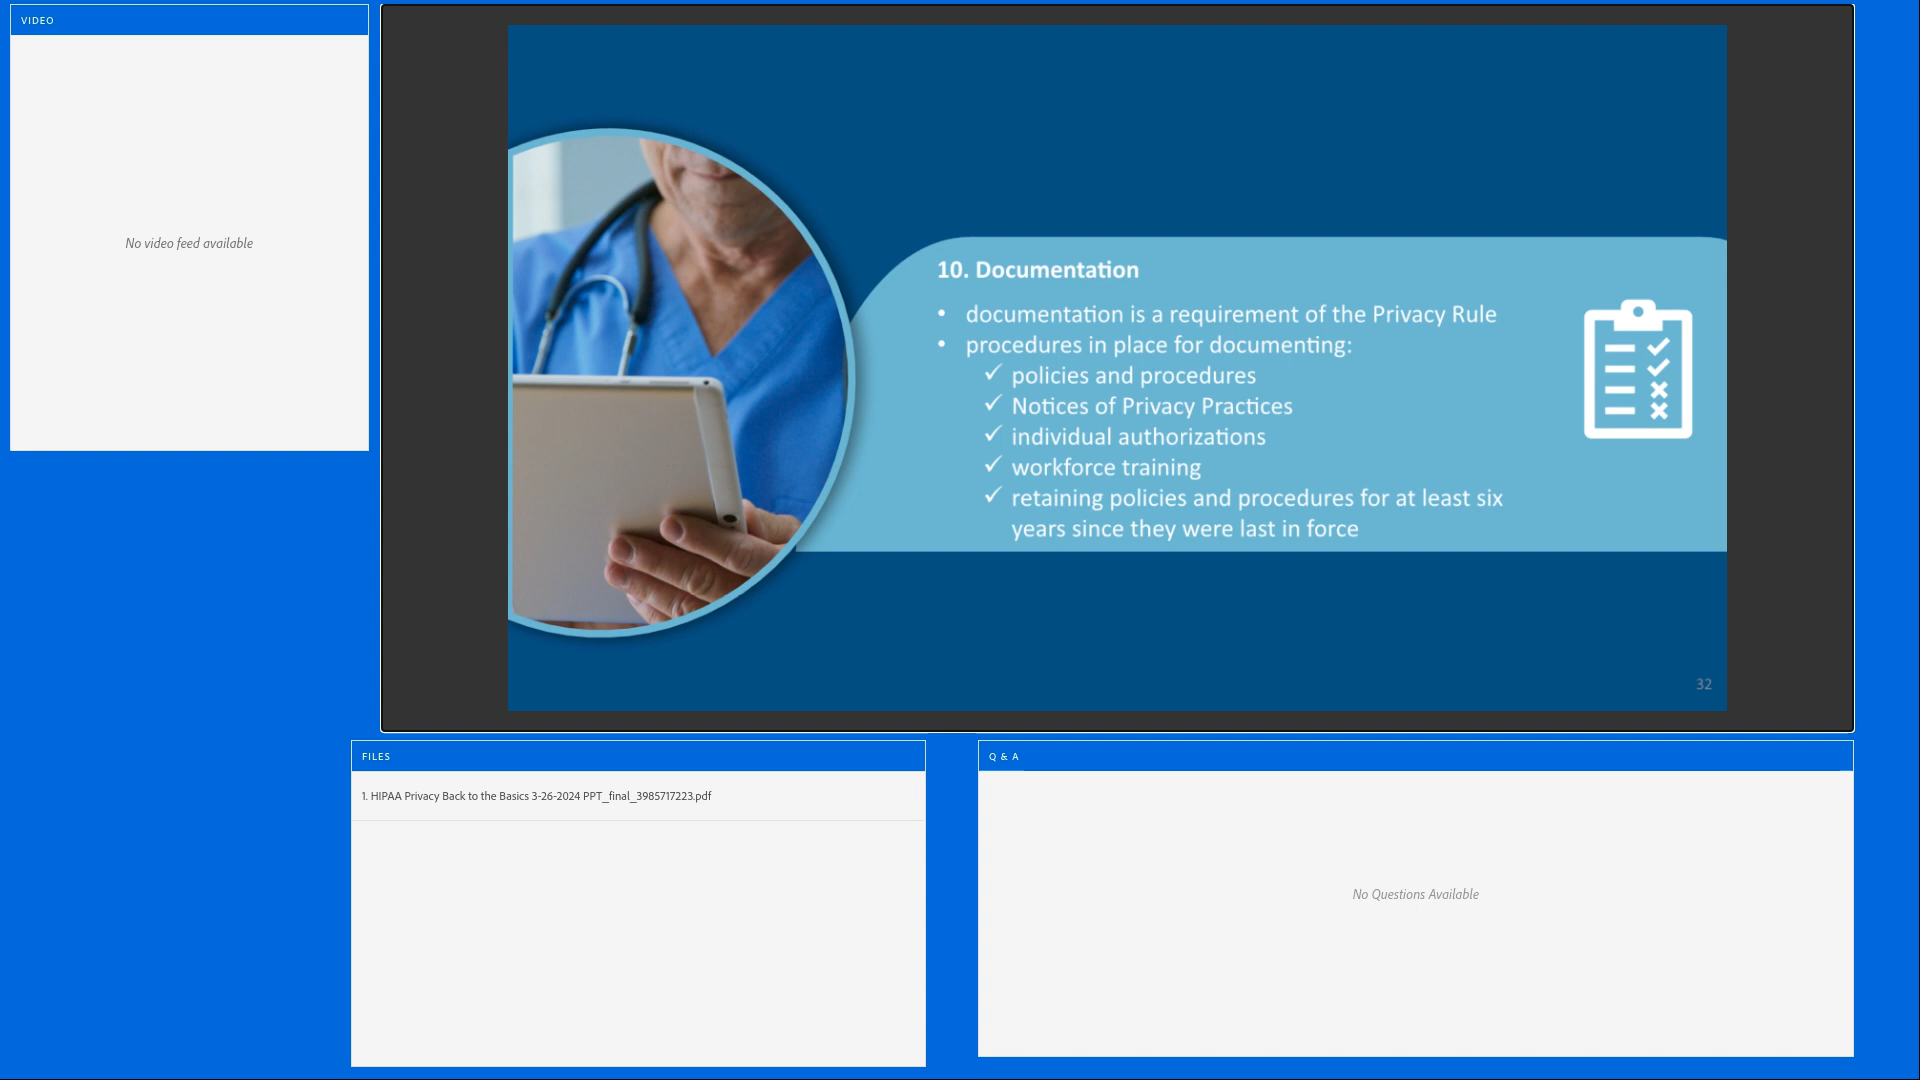 VIDEO
No video feed available
10. Documentation
• documentation is a requirement of the Privacy Rule
• procedures in place for documenting:
✓ policies and procedures
✓ Notices of Privacy Practices
✓ individual authorizations
✓ workforce training
✓ retaining policies and procedures for at least six
years since they were last in force
32
FILES
1. HIPAA Privacy Back to the Basics 3-26-2024 PPT_final_3985717223.pdf
Q & A
No Questions Available